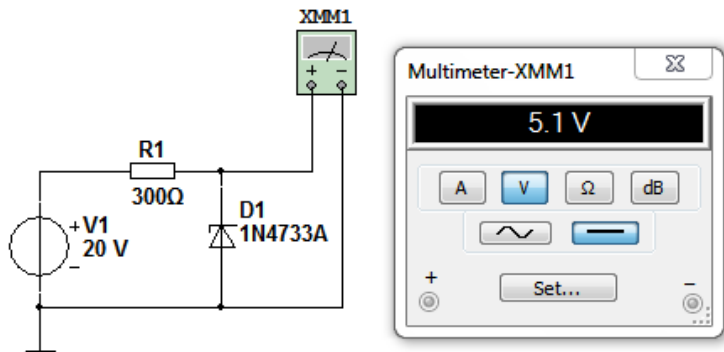 XMM1
+ −
R1
300Ω
D1
1N4733A
+ V1
20 V
−
Multimeter-XMM1
5.1 V
A V Ω dB
+ Set... −